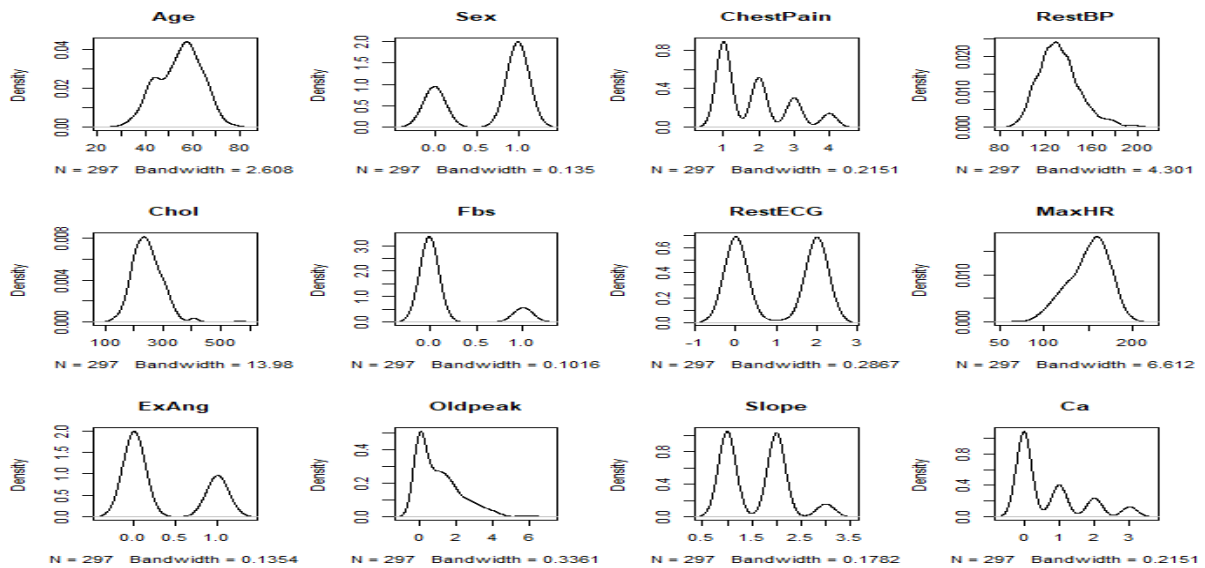 Age Sex ChestPain RestBP
Density 0.00 0.02 0.04 Density 0.0 0.5 1.0 1.5 2.0 Density 0.0 0.4 0.8 Density 0.000 0.010 0.020
20 40 60 80 0.0 1.0 1 2 3 4 80 120 160 200
N = 297 Bandwidth = 2.608 N = 297 Bandwidth = 0.135 N = 297 Bandwidth = 0.2151 N = 297 Bandwidth = 4.301
Chol Fbs RestECG MaxHR
Density 0.000 0.004 0.008 Density 0.0 1.0 2.0 3.0 Density 0.0 0.2 0.4 0.6 Density 0.000 0.010
100 300 500 0.0 1.0 -1 0 1 2 3 50 100 200
N = 297 Bandwidth = 13.98 N = 297 Bandwidth = 0.1016 N = 297 Bandwidth = 0.2867 N = 297 Bandwidth = 6.612
ExAng Oldpeak Slope Ca
Density 0.0 0.5 1.0 1.5 2.0 Density 0.0 0.2 0.4 Density 0.0 0.4 0.8 Density 0.0 0.4 0.8
0.0 1.0 0 2 4 6 0.5 1.5 2.5 3.5 0 1 2 3
N = 297 Bandwidth = 0.1354 N = 297 Bandwidth = 0.3361 N = 297 Bandwidth = 0.1782 N = 297 Bandwidth = 0.2151